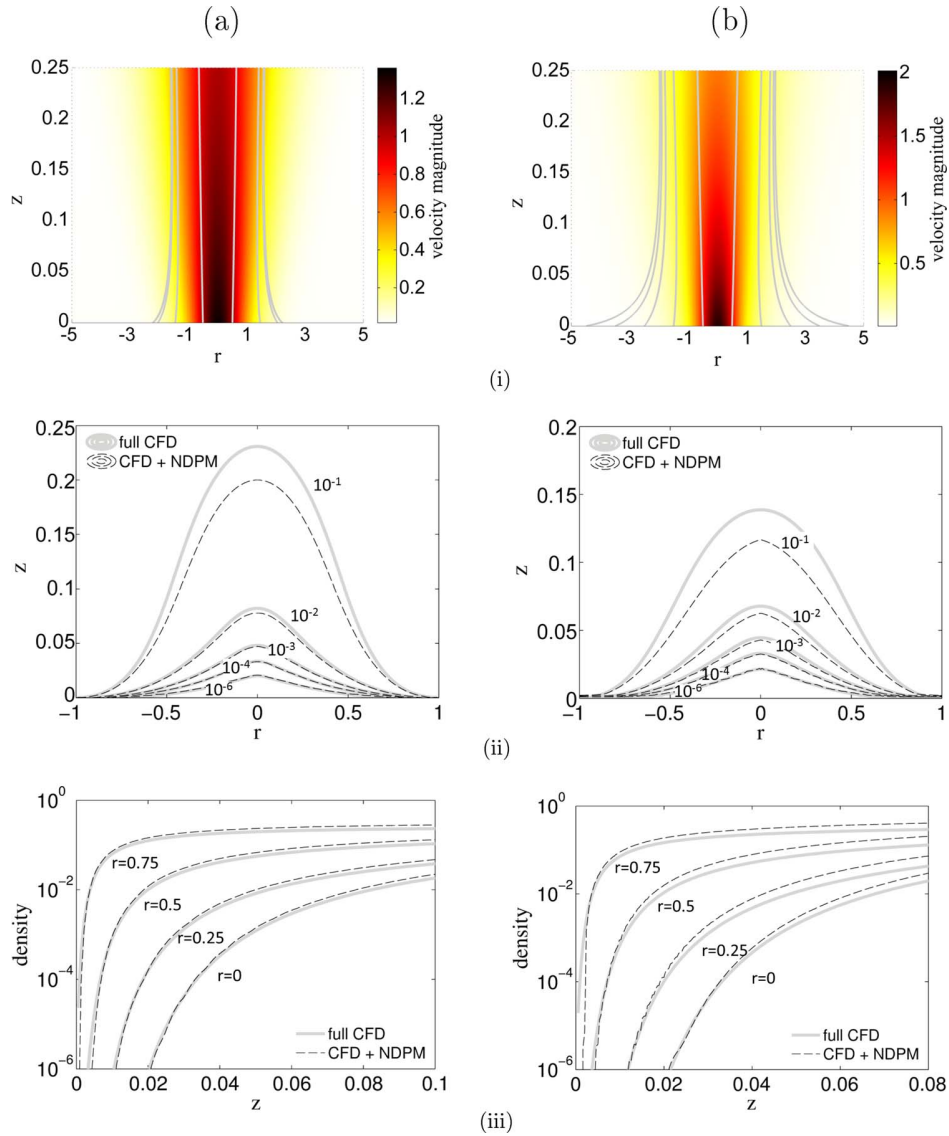 (a)
(b)
0.25
0.2
0.15
0.1
0.05
0
z
-5 -3 -1 1 3 5
r
1.2
1
0.8
0.6
0.4
0.2
velocity magnitude
0.25
0.2
0.15
0.1
0.05
0
z
-5 -3 -1 1 3 5
r
2
1.5
1
0.5
velocity magnitude
(i)
0.25
0.2
0.15
0.1
0.05
0
z
full CFD
CFD + NDPM
10-1
10-2
10-3
10-4
10-6
−1 −0.5 0 0.5 1
r
0.2
0.15
0.1
0.05
0
z
full CFD
CFD + NDPM
10-1
10-2
10-3
10-4
10-6
−1 −0.5 0 0.5 1
r
(ii)
10^0
10^−2
10^−4
10^−6
density
r=0.75
r=0.5
r=0.25
r=0
full CFD
CFD + NDPM
0 0.02 0.04 0.06 0.08 0.1
z
10^0
10^−2
10^−4
10^−6
density
r=0.75
r=0.5
r=0.25
r=0
full CFD
CFD + NDPM
0 0.02 0.04 0.06 0.08
z
(iii)